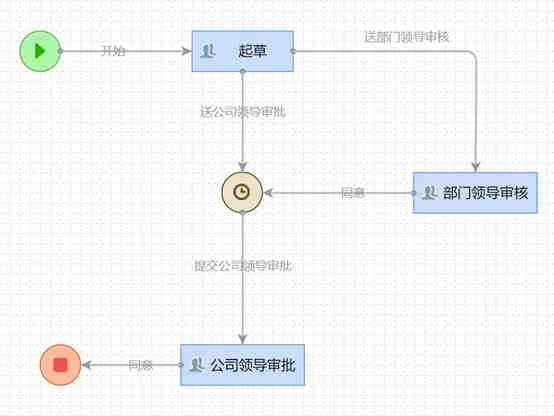 送部门领导审核
开始
起草
送公司领导审批
同意
部门领导审核
提交公司领导审批
同意
公司领导审批